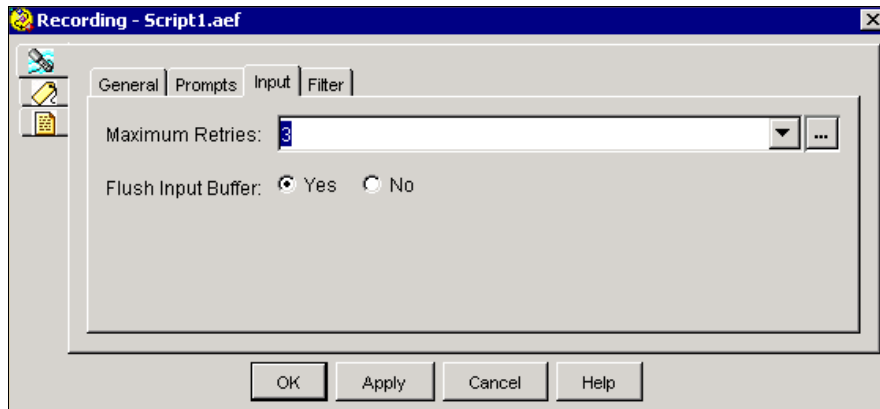 Recording - Script1.aef
General Prompts Input Filter
Maximum Retries: 3 ...
Flush Input Buffer: Yes No
OK Apply Cancel Help